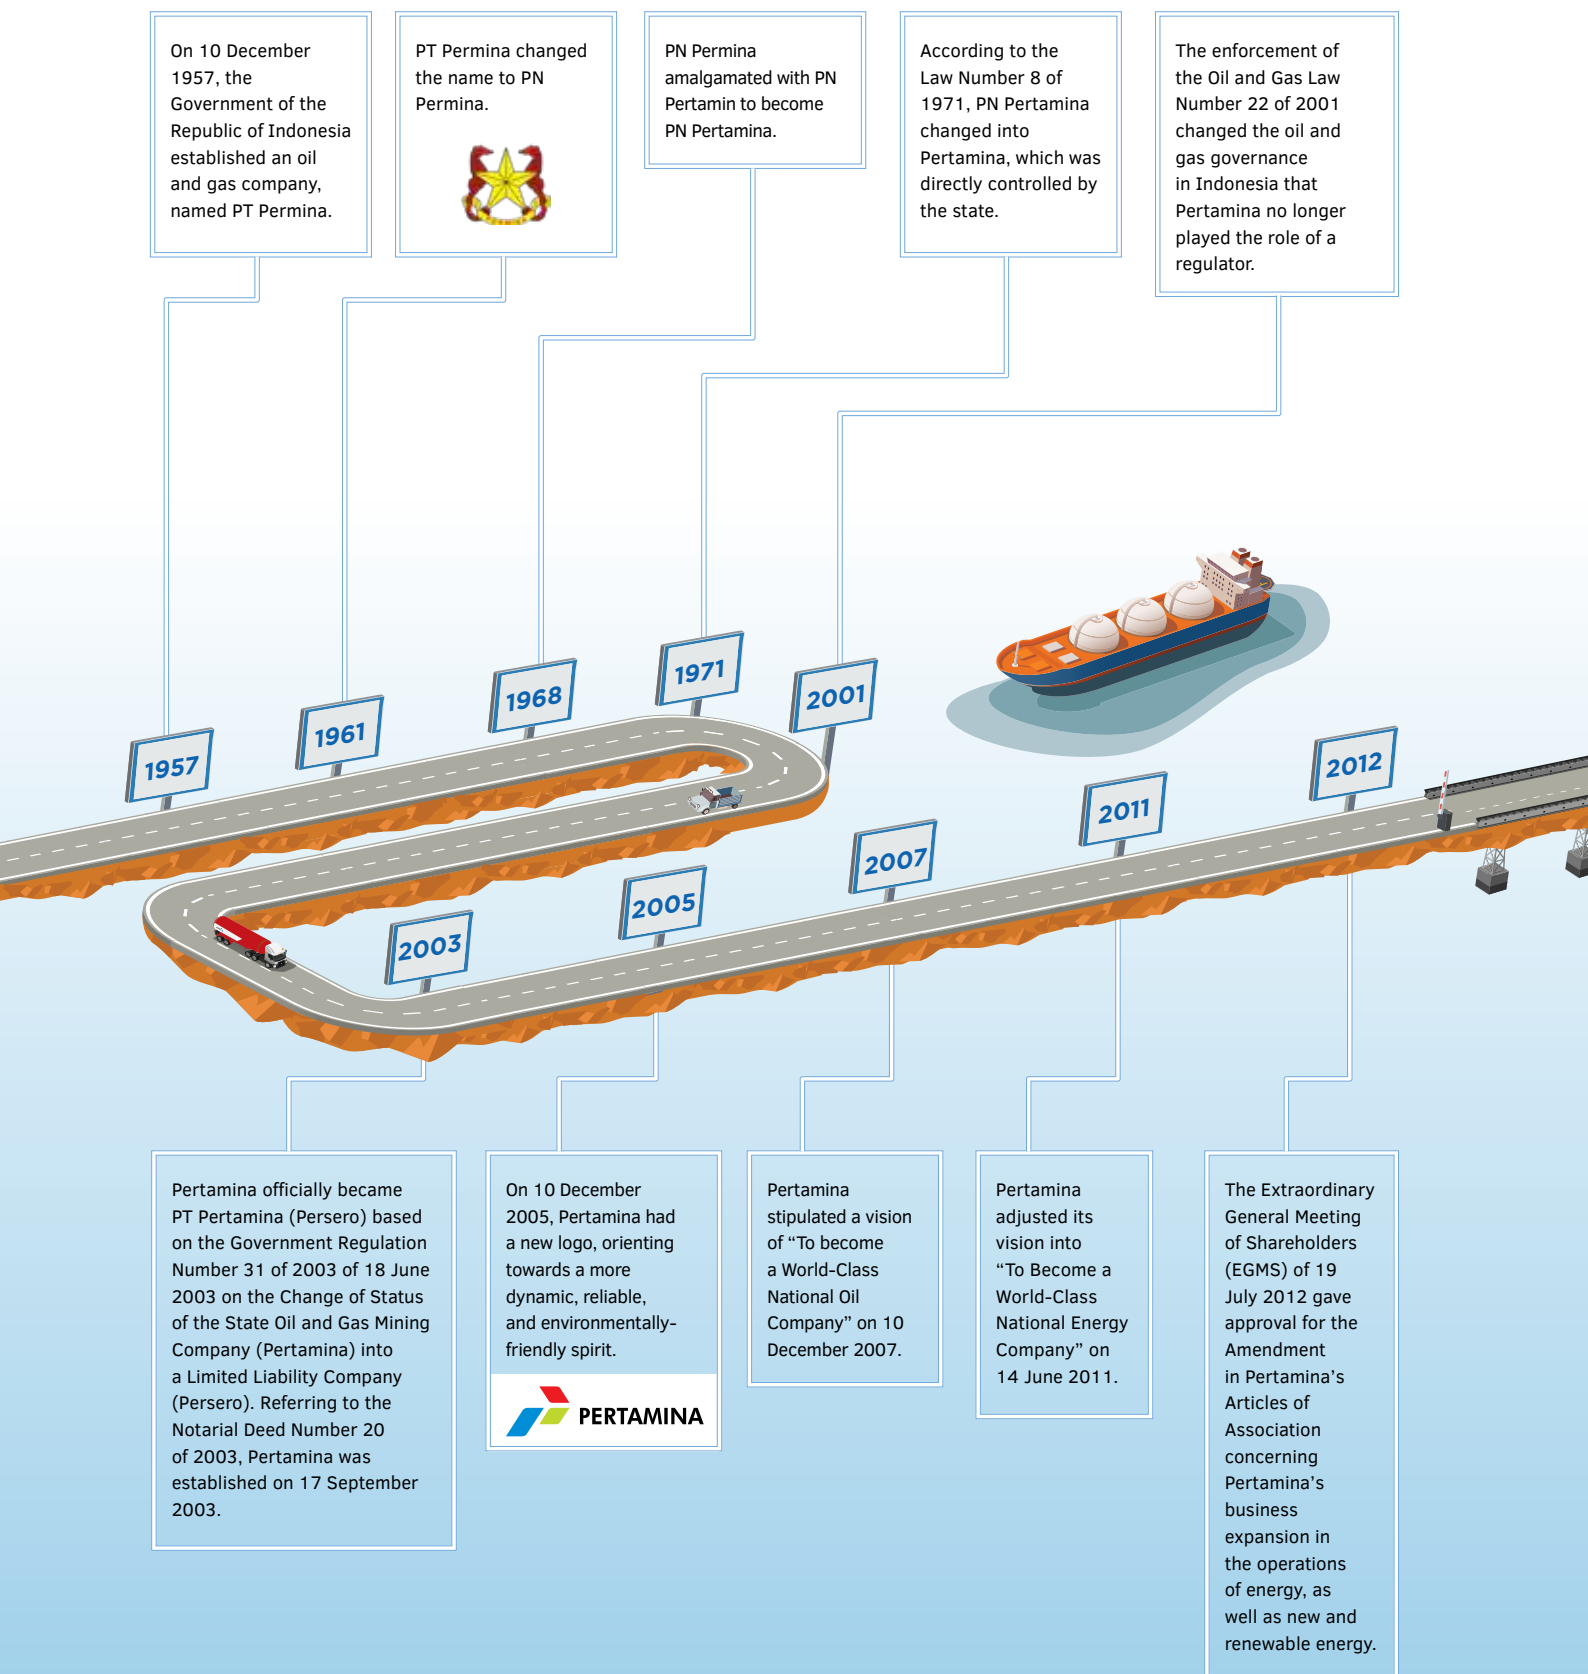 On 10 December
1957, the
Government of the
Republic of Indonesia
established an oil
and gas company,
named PT Permina.
PT Permina changed
the name to PN
Permina.
PN Permina
amalgamated with PN
Pertamin to become
PN Pertamina.
According to the
Law Number 8 of
1971, PN Pertamina
changed into
Pertamina, which was
directly controlled by
the state.
The enforcement of
the Oil and Gas Law
Number 22 of 2001
changed the oil and
gas governance
in Indonesia that
Pertamina no longer
played the role of a
regulator.
1957
1961
1968
1971
2001
2003
2005
2007
2011
2012
Pertamina officially became
PT Pertamina (Persero) based
on the Government Regulation
Number 31 of 2003 of 18 June
2003 on the Change of Status
of the State Oil and Gas Mining
Company (Pertamina) into
a Limited Liability Company
(Persero). Referring to the
Notarial Deed Number 20
of 2003, Pertamina was
established on 17 September
2003.
On 10 December
2005, Pertamina had
a new logo, orienting
towards a more
dynamic, reliable,
and environmentally-
friendly spirit.
PERTAMINA
Pertamina
stipulated a vision
of “To become
a World-Class
National Oil
Company” on 10
December 2007.
Pertamina
adjusted its
vision into
“To Become a
World-Class
National Energy
Company” on
14 June 2011.
The Extraordinary
General Meeting
of Shareholders
(EGMS) of 19
July 2012 gave
approval for the
Amendment
in Pertamina’s
Articles of
Association
concerning
Pertamina’s
business
expansion in
the operations
of energy, as
well as new and
renewable energy.